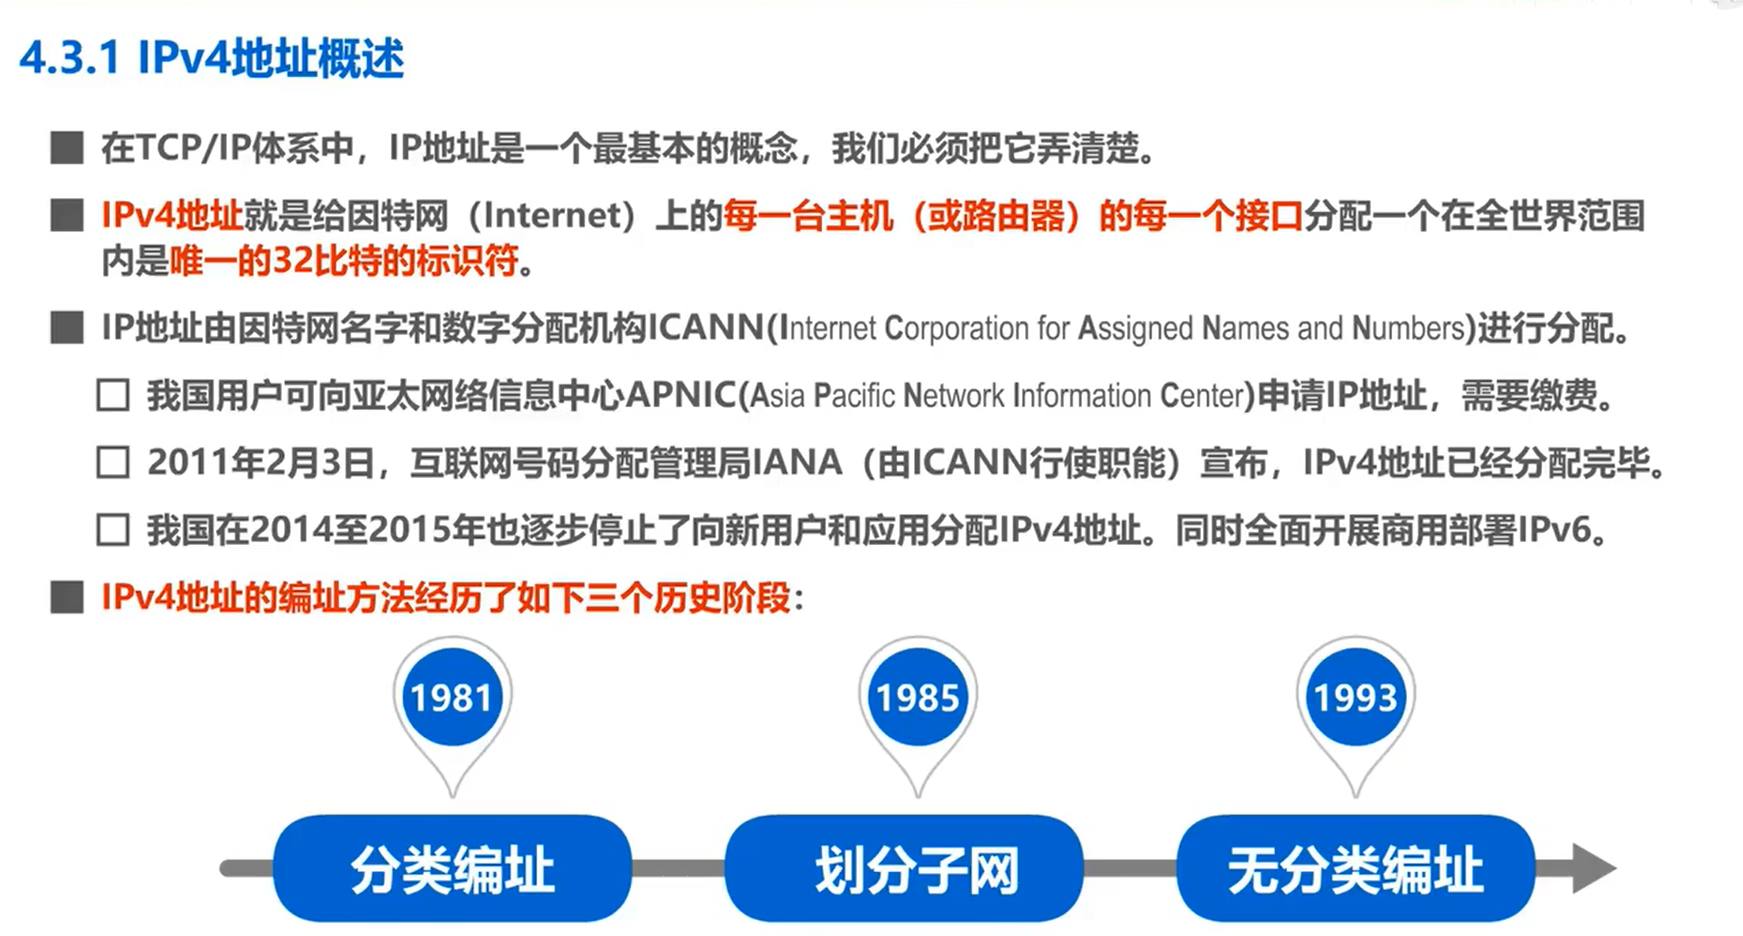 4.3.1 IPv4地址概述
在TCP/IP体系中，IP地址是一个最基本的概念，我们必须把它弄清楚。
IPv4地址就是给因特网（Internet）上的每一台主机（或路由器）的每一个接口分配一个在全世界范围
内是唯一的32比特的标识符。
IP地址由因特网名字和数字分配机构ICANN(Internet Corporation for Assigned Names and Numbers)进行分配。
我国用户可向亚太网络信息中心APNIC(Asia Pacific Network Information Center)申请IP地址，需要缴费。
2011年2月3日，互联网号码分配管理局IANA（由ICANN行使职能）宣布，IPv4地址已经分配完毕。
我国在2014至2015年也逐步停止了向新用户和应用分配IPv4地址。同时全面开展商用部署IPv6。
IPv4地址的编址方法经历了如下三个历史阶段：
1981 1985 1993
分类编址 划分子网 无分类编址